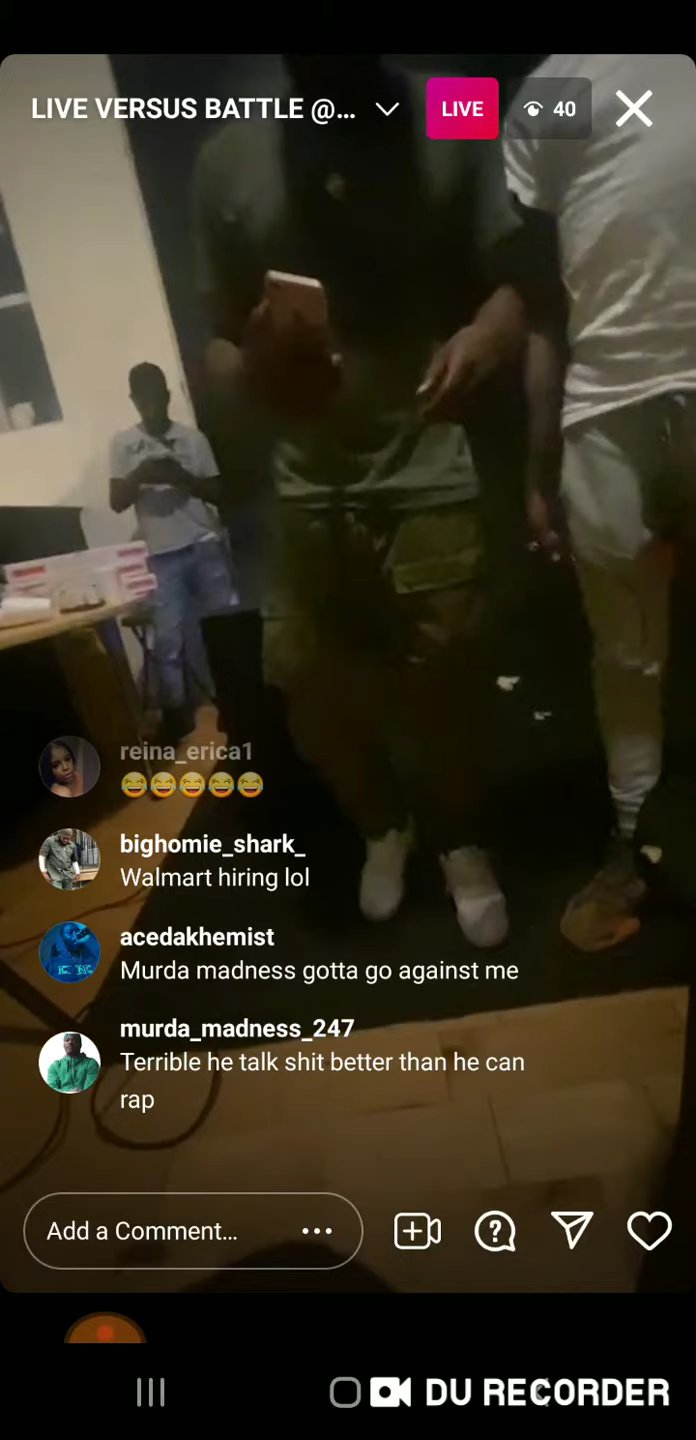 LIVE VERSUS BATTLE @...
LIVE
40
reina_erica1
😂😂😂😂😂
bighomie_shark_
Walmart hiring lol
acedakhemist
Murda madness gotta go against me
murda_madness_247
Terrible he talk shit better than he can
rap
Add a Comment...
DU RECORDER